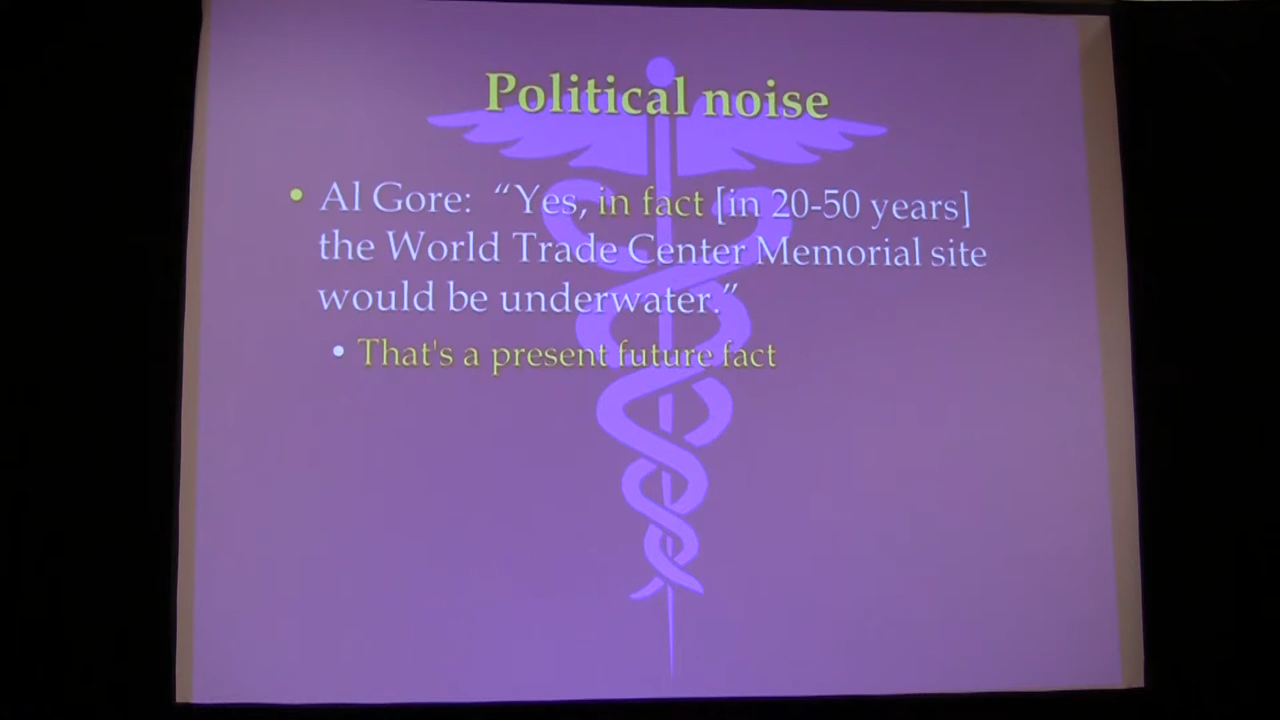 Political noise
• Al Gore: “Yes, in fact [in 20-50 years]
the World Trade Center Memorial site
would be underwater.”
• That's a present future fact